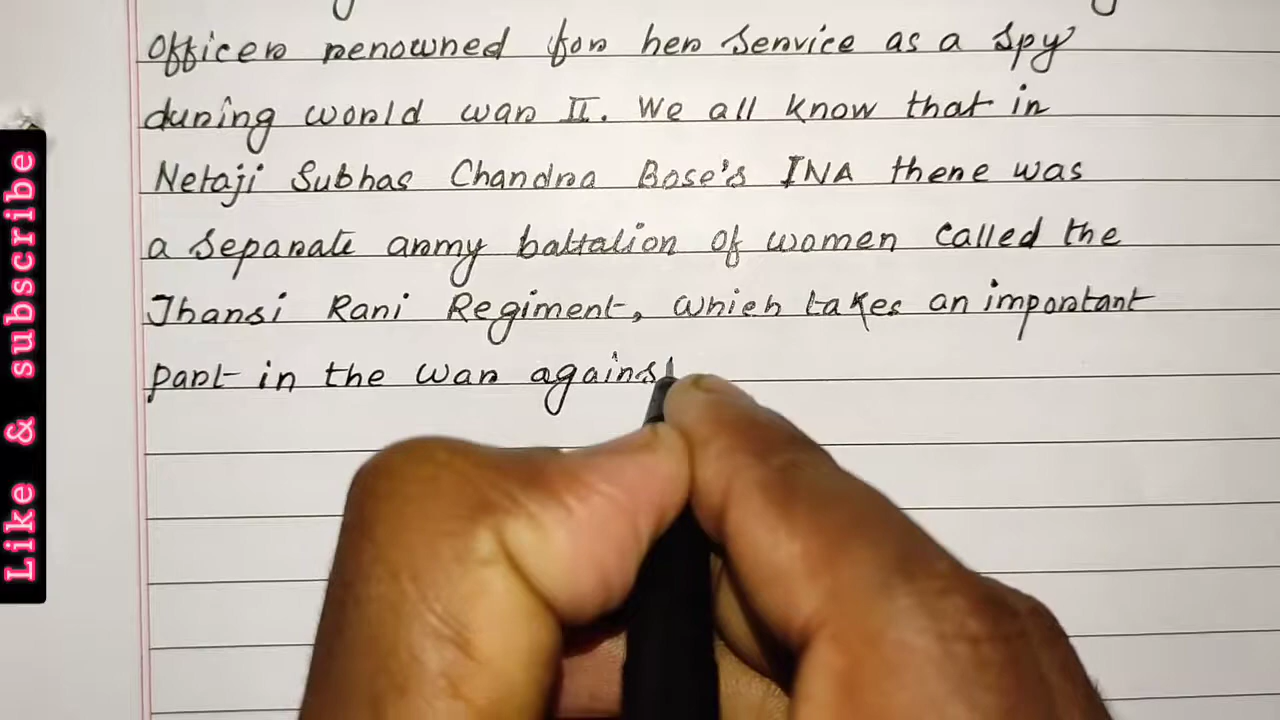 Officer renowned for her service as a spy
during world war II. We all know that in
Netaji Subhas Chandra Bose's INA there was
a separate army battalion of women called the
Jhansi Rani Regiment, which takes an important
part in the war against
Like & subscribe